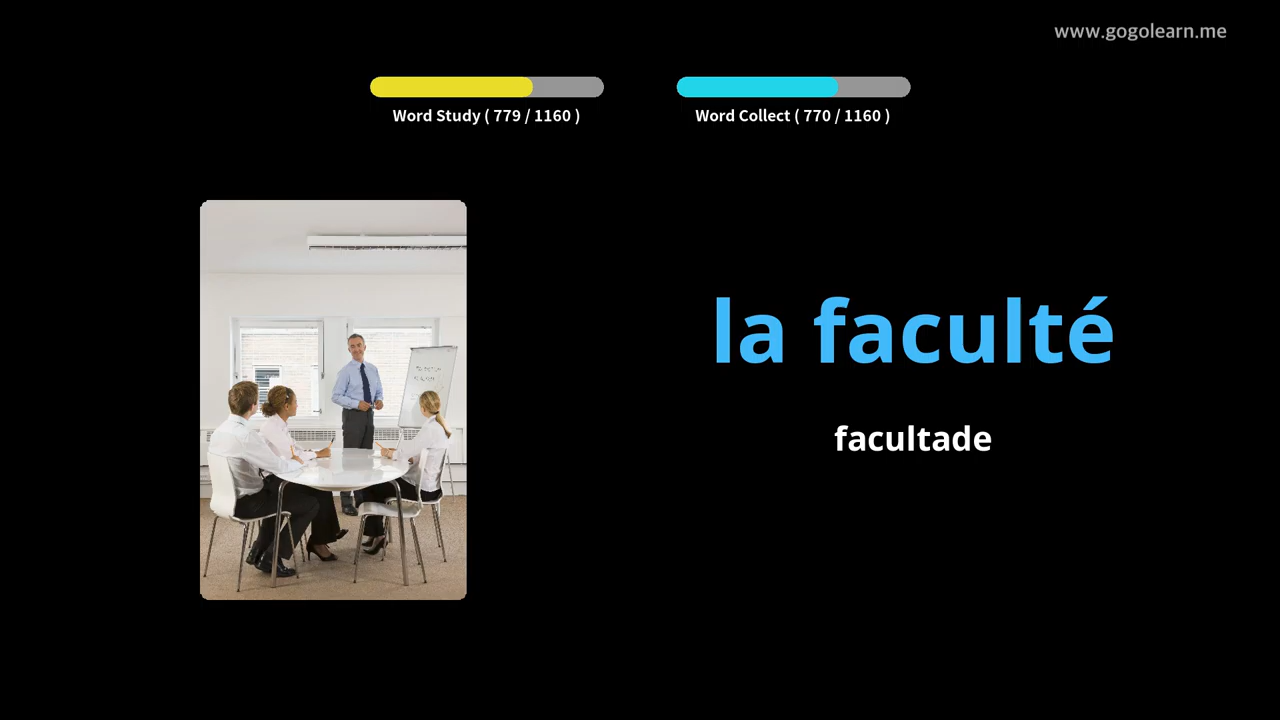 www.gogolearn.me
Word Study ( 779 / 1160 )
Word Collect ( 770 / 1160 )
la faculté
facultade